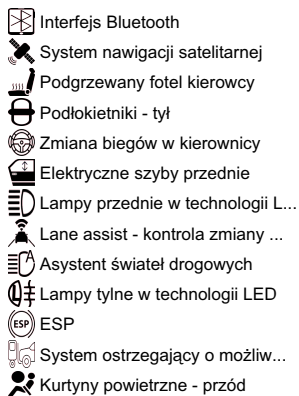 Interfejs Bluetooth
System nawigacji satelitarnej
Podgrzewany fotel kierowcy
Podłokietniki - tył
Zmiana biegów w kierownicy
Elektryczne szyby przednie
Lampy przednie w technologii L...
Lane assist - kontrola zmiany ...
A Asystent świateł drogowych
Lampy tylne w technologii LED
ESP ESP
System ostrzegający o możliw...
Kurtyny powietrzne - przód